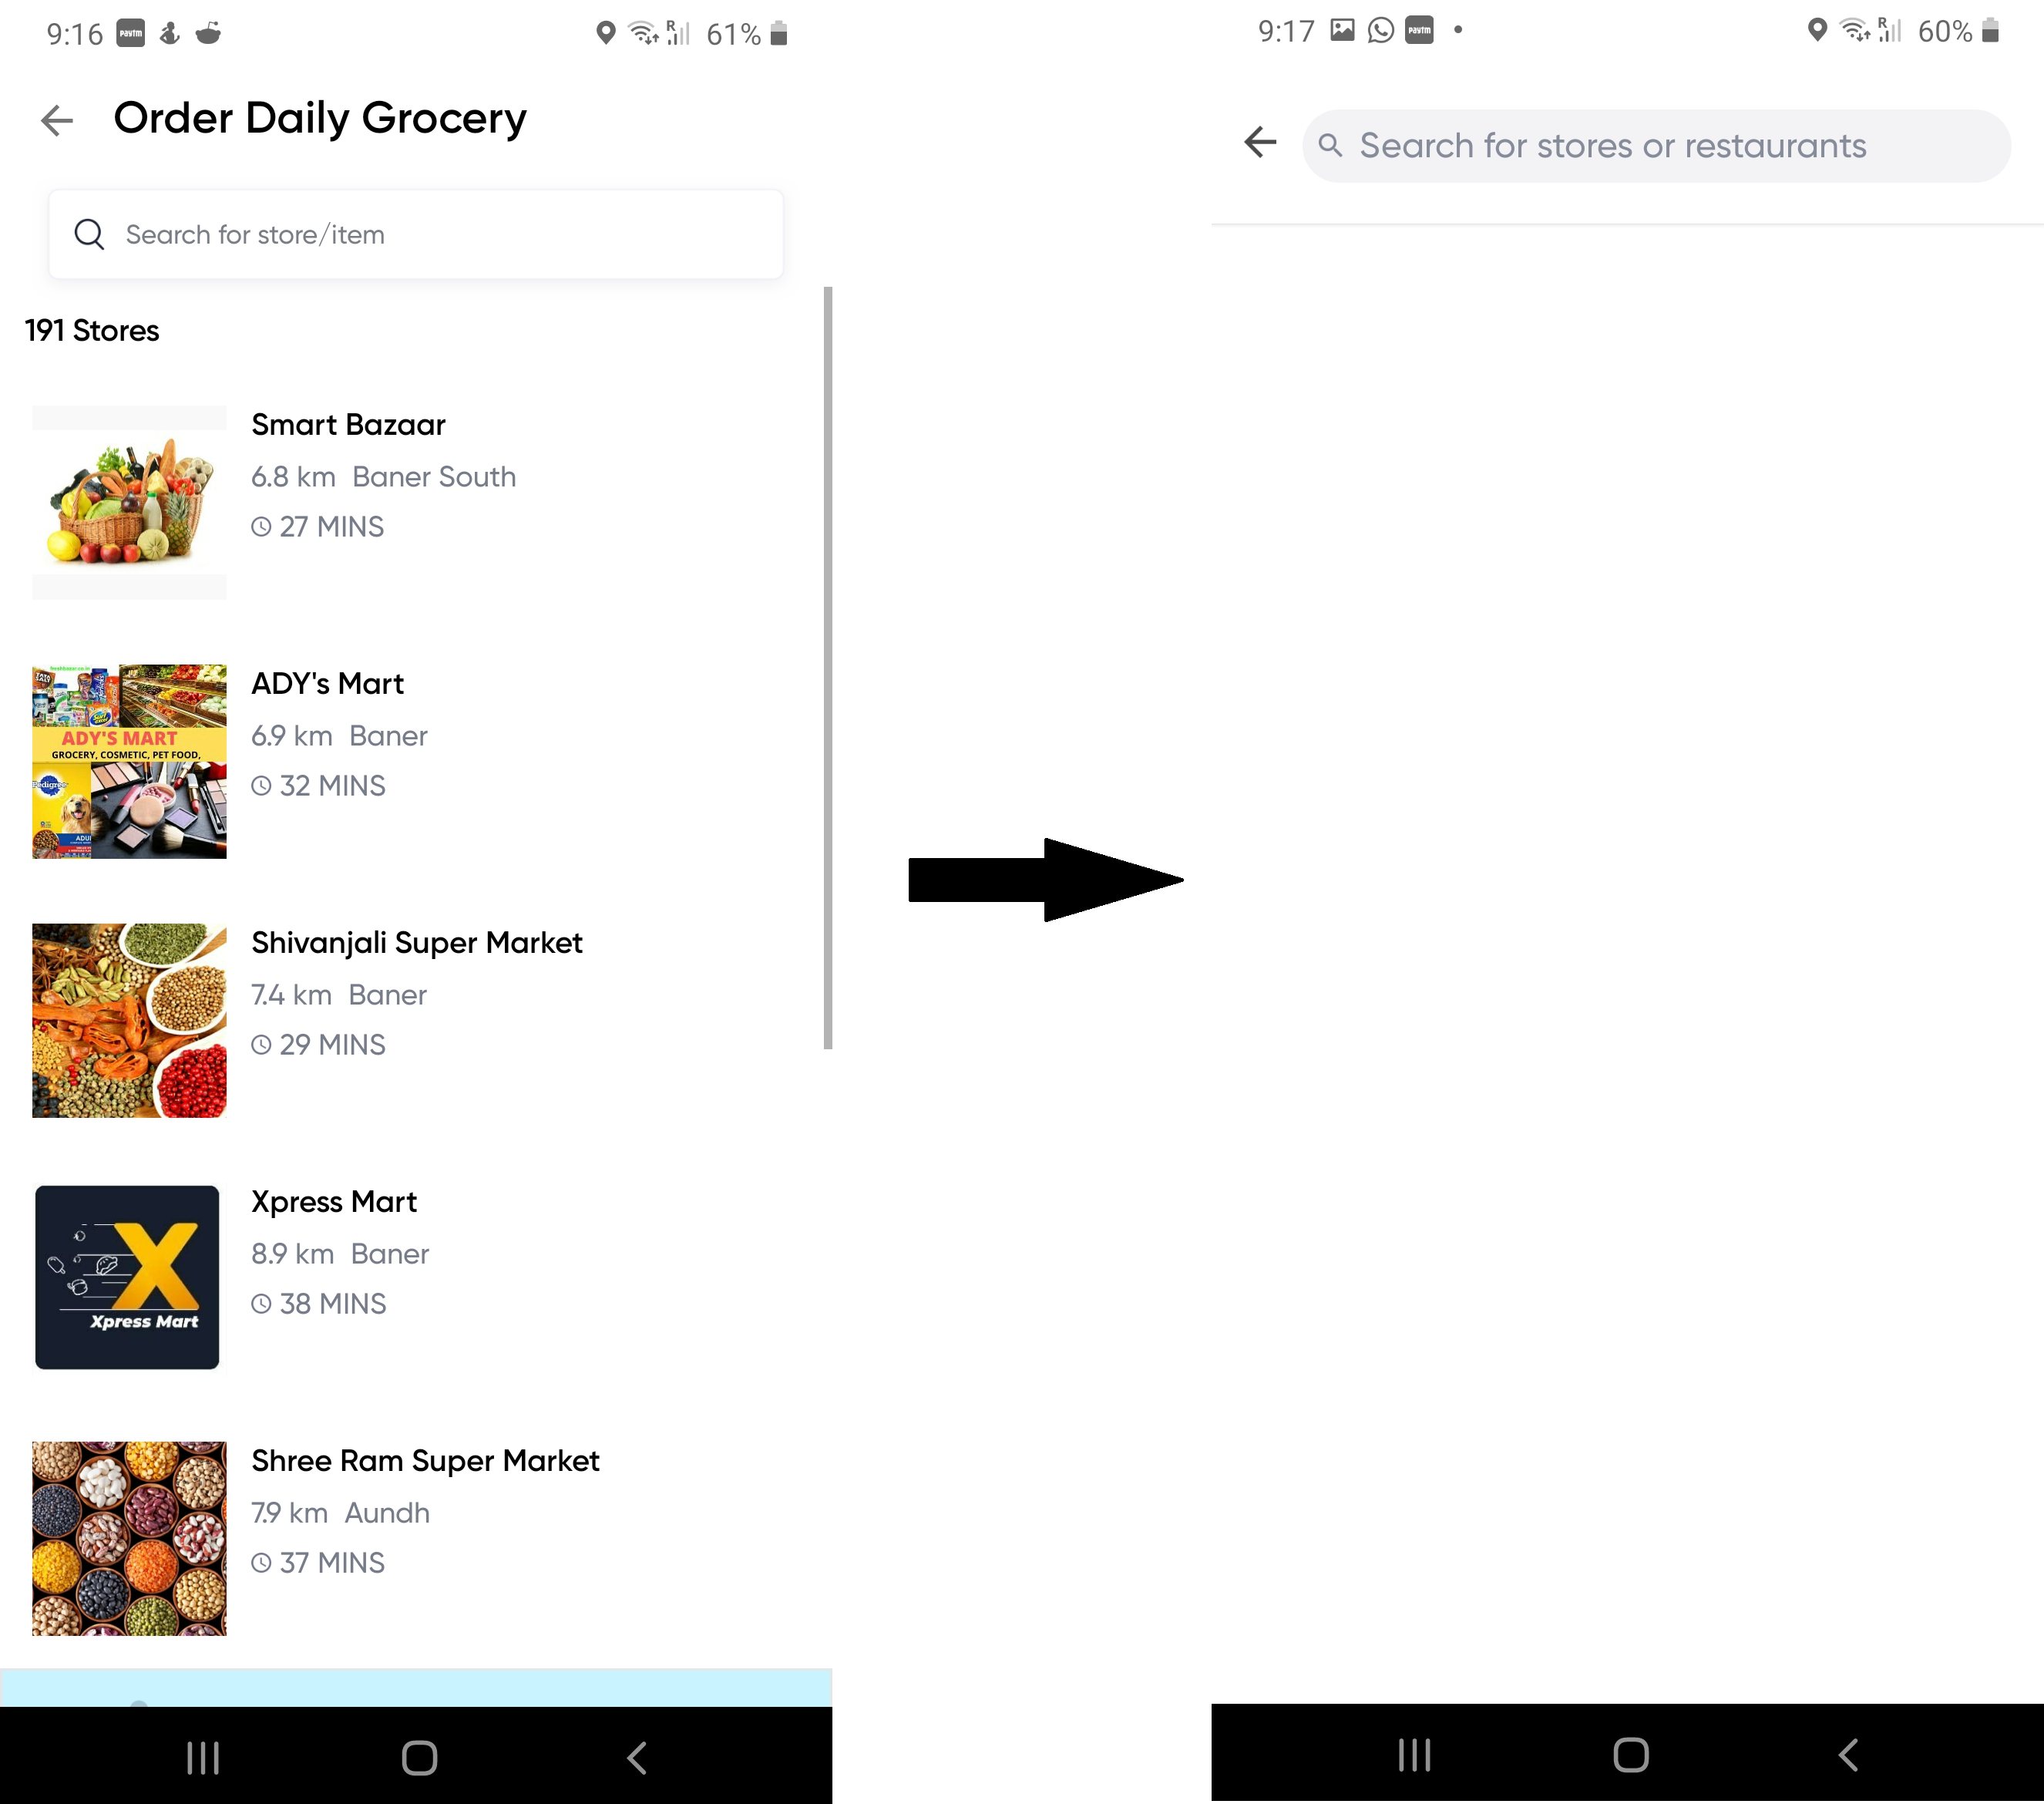 9:16 paytm R 61%
Order Daily Grocery
Search for store/item
191 Stores
Smart Bazaar
6.8 km Baner South
27 MINS
ADY'S MART
GROCERY, COSMETIC, PET FOOD,
Pedigree
ADY's Mart
6.9 km Baner
32 MINS
Shivanjali Super Market
7.4 km Baner
29 MINS
X
Xpress Mart
Xpress Mart
8.9 km Baner
38 MINS
Shree Ram Super Market
7.9 km Aundh
37 MINS
9:17 paytm R 60%
Search for stores or restaurants